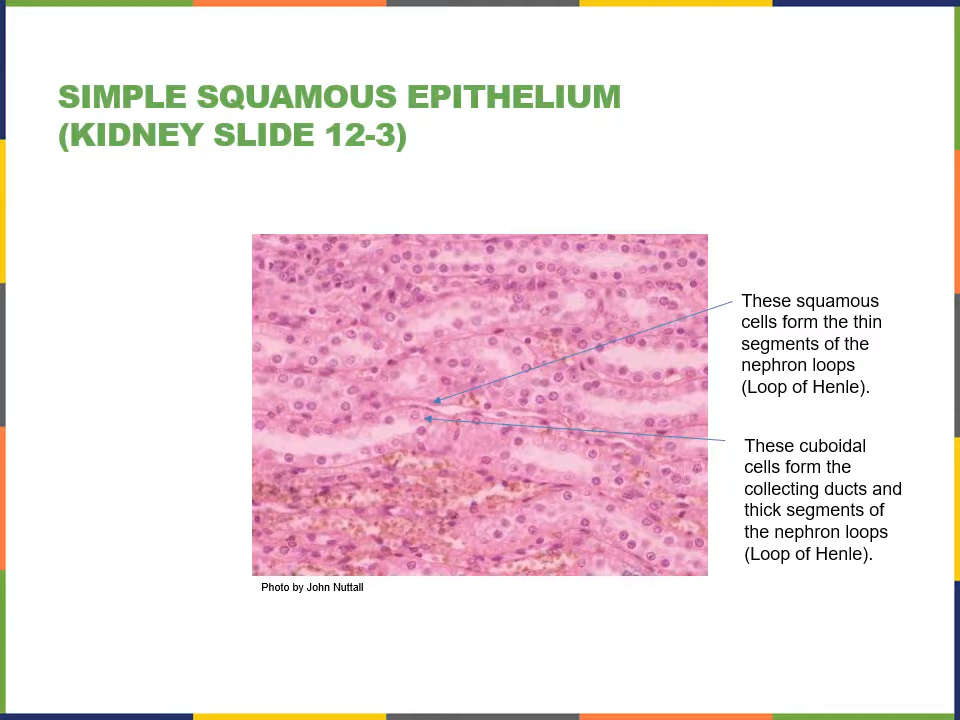 SIMPLE SQUAMOUS EPITHELIUM
(KIDNEY SLIDE 12-3)
These squamous
cells form the thin
segments of the
nephron loops
(Loop of Henle).
These cuboidal
cells form the
collecting ducts and
thick segments of
the nephron loops
(Loop of Henle).
Photo by John Nuttall